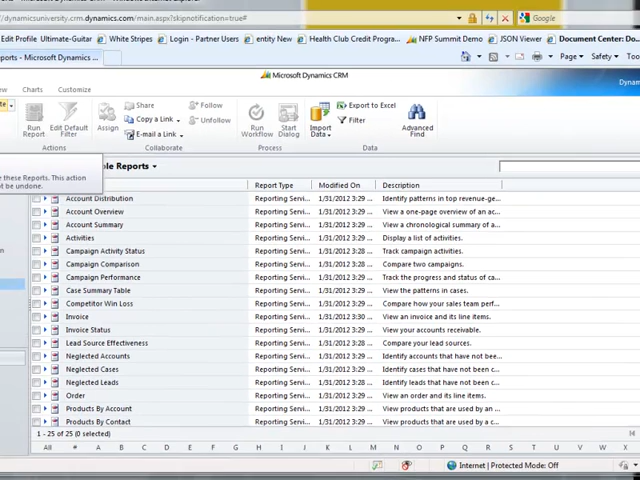 dynamicsuniversity.crm.dynamics.com/main.aspx?skipnotification=true#
Google
Edit Profile Ultimate-Guitar White Stripes Login - Partner Users entity New Health Club Credit Progra... NFP Summit Demo JSON Viewer Document Center: Do
ports - Microsoft Dynamics ...
Page Safety Too
Microsoft Dynamics CRM
Dynam
ew Charts Customize
te
Run Report
Edit Default Filter
Assign
Share
Copy a Link
E-mail a Link
Follow
Unfollow
Run Workflow
Start Dialog
Import Data
Export to Excel
Filter
Advanced Find
Actions Collaborate Process Data
ble Reports
e these Reports. This action
ot be undone.
Report Type Modified On Description
Account Distribution Reporting Servi... 1/31/2012 3:29 ... Identify patterns in top revenue-ge...
Account Overview Reporting Servi... 1/31/2012 3:29 ... View a one-page overview of an ac...
Account Summary Reporting Servi... 1/31/2012 3:29 ... View a chronological summary of a...
Activities Reporting Servi... 1/31/2012 3:29 ... Display a list of activities.
Campaign Activity Status Reporting Servi... 1/31/2012 3:28 ... Track campaign activities.
Campaign Comparison Reporting Servi... 1/31/2012 3:28 ... Compare two campaigns.
Campaign Performance Reporting Servi... 1/31/2012 3:29 ... Track the progress and status of ca...
Case Summary Table Reporting Servi... 1/31/2012 3:29 ... View the patterns in cases.
Competitor Win Loss Reporting Servi... 1/31/2012 3:29 ... Compare how your sales team perf...
Invoice Reporting Servi... 1/31/2012 3:30 ... View an invoice and its line items.
Invoice Status Reporting Servi... 1/31/2012 3:29 ... View your accounts receivable.
Lead Source Effectiveness Reporting Servi... 1/31/2012 3:28 ... Compare your lead sources.
Neglected Accounts Reporting Servi... 1/31/2012 3:29 ... Identify accounts that have not bee...
Neglected Cases Reporting Servi... 1/31/2012 3:29 ... Identify cases that have not been c...
Neglected Leads Reporting Servi... 1/31/2012 3:28 ... Identify leads that have not been c...
Order Reporting Servi... 1/31/2012 3:29 ... View an order and its line items.
Products By Account Reporting Servi... 1/31/2012 3:29 ... View products that are used by an ...
Products By Contact Reporting Servi... 1/31/2012 3:29 ... View products that are used by a c...
1 - 25 of 25 (0 selected)
All # A B C D E F G H I J K L M N O P Q R S T U V W X
Internet | Protected Mode: Off